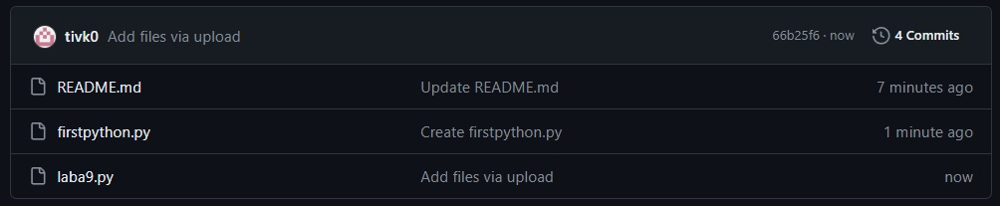 tivk0 Add files via upload 66b25f6 · now 4 Commits
README.md Update README.md 7 minutes ago
firstpython.py Create firstpython.py 1 minute ago
laba9.py Add files via upload now